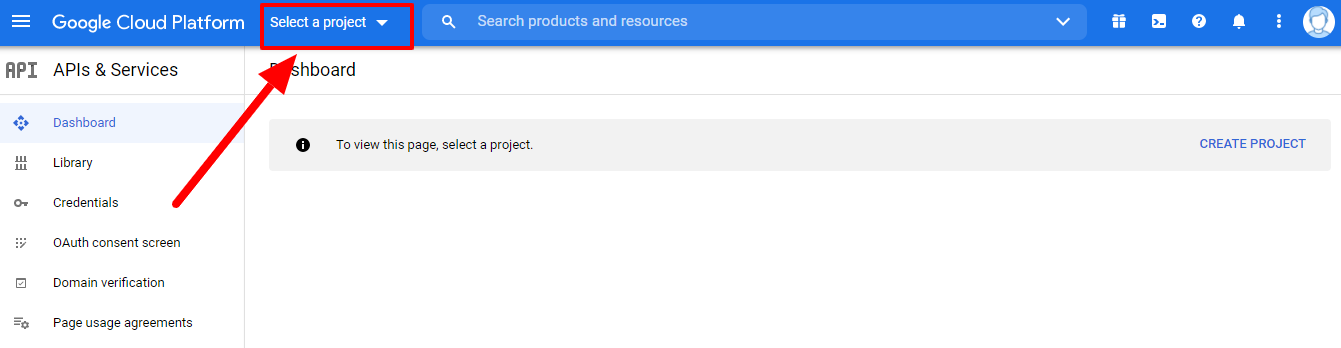 Google Cloud Platform Select a project Search products and resources
API APIs & Services
Dashboard
Dashboard
To view this page, select a project. CREATE PROJECT
Library
Credentials
OAuth consent screen
Domain verification
Page usage agreements